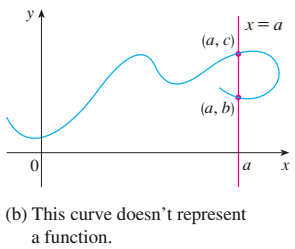 y
x = a
(a, c)
(a, b)
0
a
x
(b) This curve doesn't represent
a function.